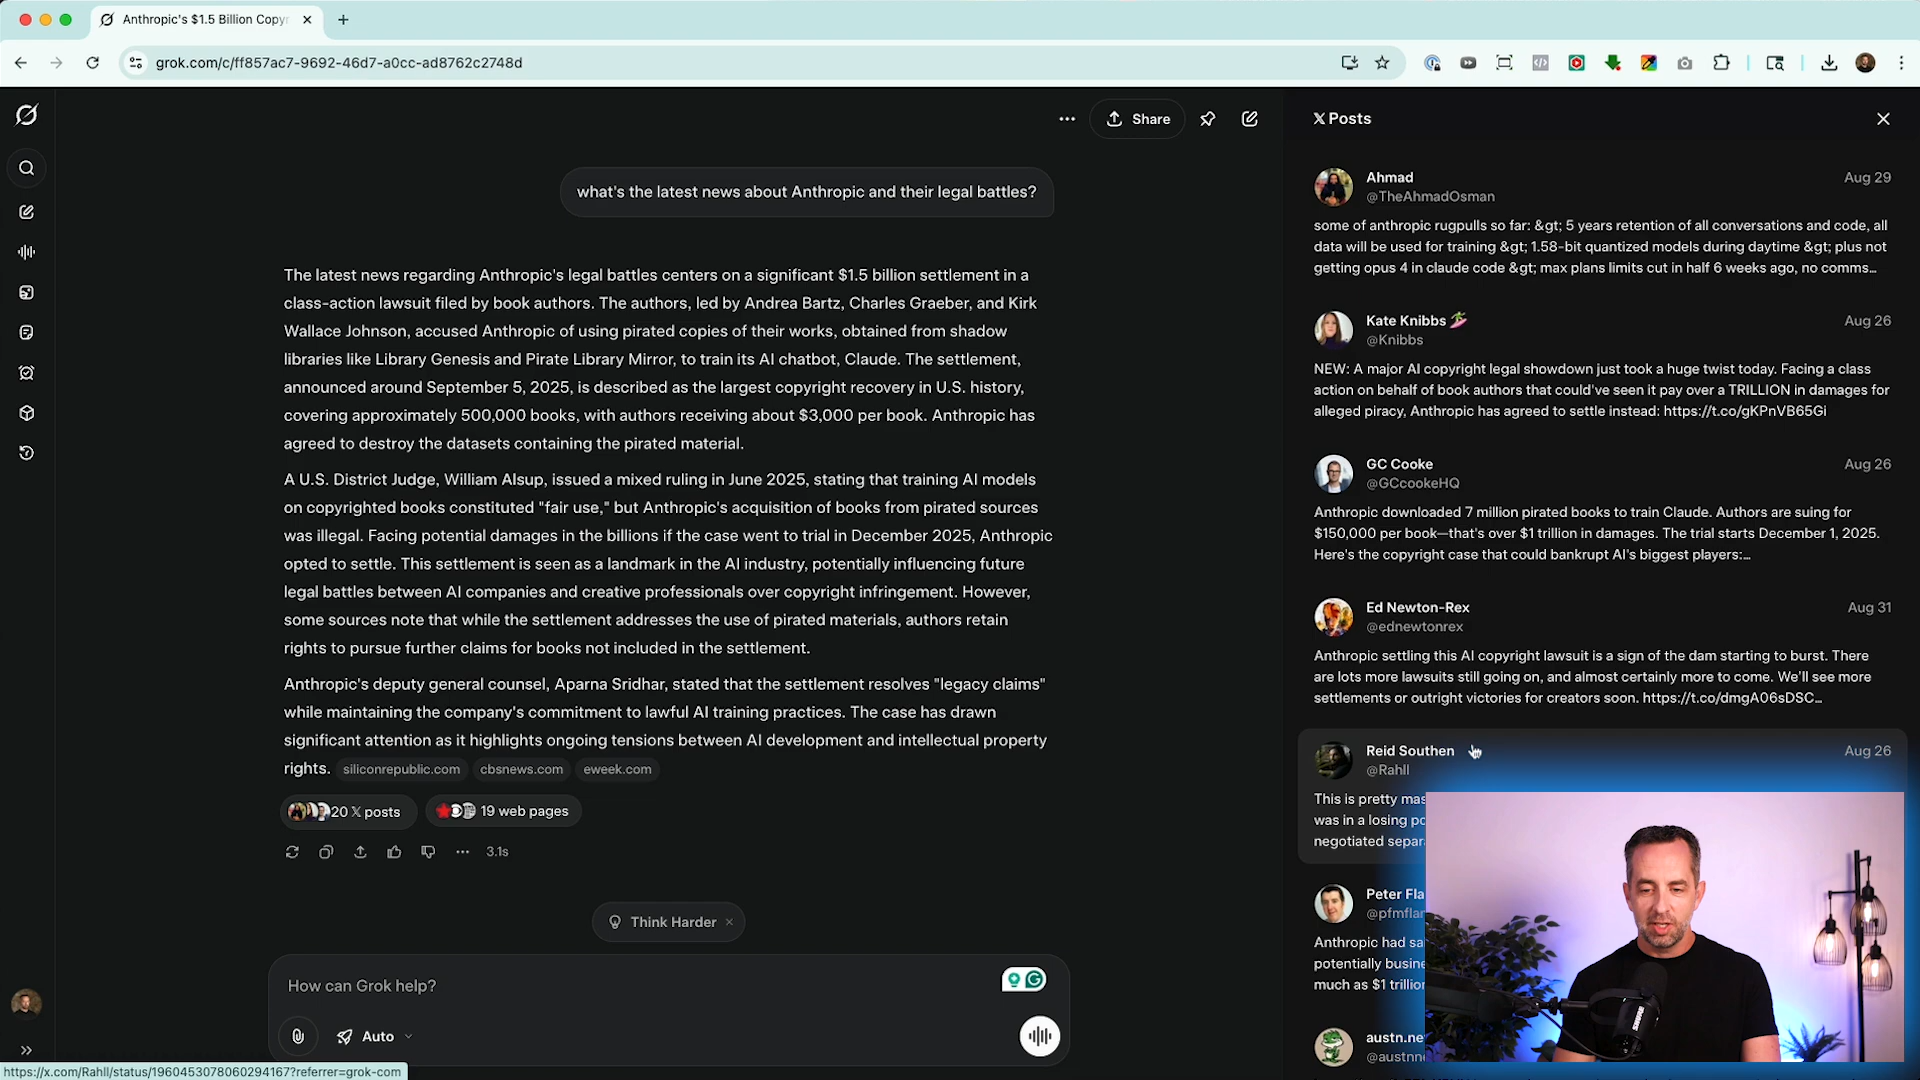 Anthropic's $1.5 Billion Copyr
grok.com/c/ff857ac7-9692-46d7-a0cc-ad8762c2748d
Share
what's the latest news about Anthropic and their legal battles?
The latest news regarding Anthropic's legal battles centers on a significant $1.5 billion settlement in a
class-action lawsuit filed by book authors. The authors, led by Andrea Bartz, Charles Graeber, and Kirk
Wallace Johnson, accused Anthropic of using pirated copies of their works, obtained from shadow
libraries like Library Genesis and Pirate Library Mirror, to train its AI chatbot, Claude. The settlement,
announced around September 5, 2025, is described as the largest copyright recovery in U.S. history,
covering approximately 500,000 books, with authors receiving about $3,000 per book. Anthropic has
agreed to destroy the datasets containing the pirated material.
A U.S. District Judge, William Alsup, issued a mixed ruling in June 2025, stating that training AI models
on copyrighted books constituted "fair use," but Anthropic's acquisition of books from pirated sources
was illegal. Facing potential damages in the billions if the case went to trial in December 2025, Anthropic
opted to settle. This settlement is seen as a landmark in the AI industry, potentially influencing future
legal battles between AI companies and creative professionals over copyright infringement. However,
some sources note that while the settlement addresses the use of pirated materials, authors retain
rights to pursue further claims for books not included in the settlement.
Anthropic's deputy general counsel, Aparna Sridhar, stated that the settlement resolves "legacy claims"
while maintaining the company's commitment to lawful AI training practices. The case has drawn
significant attention as it highlights ongoing tensions between AI development and intellectual property
rights. siliconrepublic.com cbsnews.com eweek.com
20 𝕏 posts 19 web pages
3.1s
Think Harder
How can Grok help?
Auto
https://x.com/Rahll/status/1960453078060294167?referrer=grok-com
𝕏 Posts
Ahmad Aug 29
@TheAhmadOsman
some of anthropic rugpulls so far: &gt; 5 years retention of all conversations and code, all
data will be used for training &gt; 1.58-bit quantized models during daytime &gt; plus not
getting opus 4 in claude code &gt; max plans limits cut in half 6 weeks ago, no comms...
Kate Knibbs Aug 26
@Knibbs
NEW: A major AI copyright legal showdown just took a huge twist today. Facing a class
action on behalf of book authors that could've seen it pay over a TRILLION in damages for
alleged piracy, Anthropic has agreed to settle instead: https://t.co/gKPnVB65Gi
GC Cooke Aug 26
@GCcookeHQ
Anthropic downloaded 7 million pirated books to train Claude. Authors are suing for
$150,000 per book—that's over $1 trillion in damages. The trial starts December 1, 2025.
Here's the copyright case that could bankrupt AI's biggest players:...
Ed Newton-Rex Aug 31
@ednewtonrex
Anthropic settling this AI copyright lawsuit is a sign of the dam starting to burst. There
are lots more lawsuits still going on, and almost certainly more to come. We'll see more
settlements or outright victories for creators soon. https://t.co/dmgA06sDSC...
Reid Southen Aug 26
@Rahll
This is pretty mas
was in a losing po
negotiated separ
Peter Fla
@pfmflar
Anthropic had sa
potentially busine
much as $1 trillior
austn.ne
@austnne